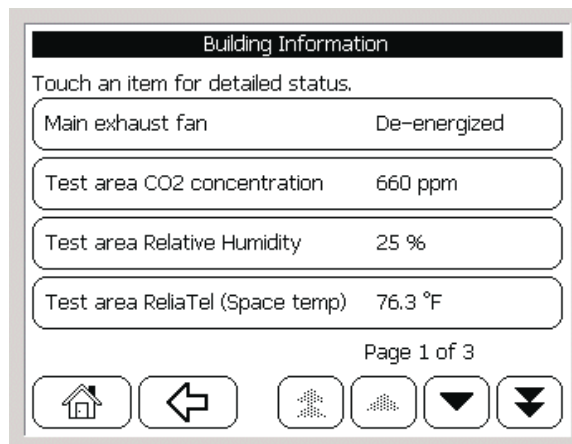 Building Information
Touch an item for detailed status.
Main exhaust fan De-energized
Test area CO2 concentration 660 ppm
Test area Relative Humidity 25 %
Test area ReliaTel (Space temp) 76.3 °F
Page 1 of 3